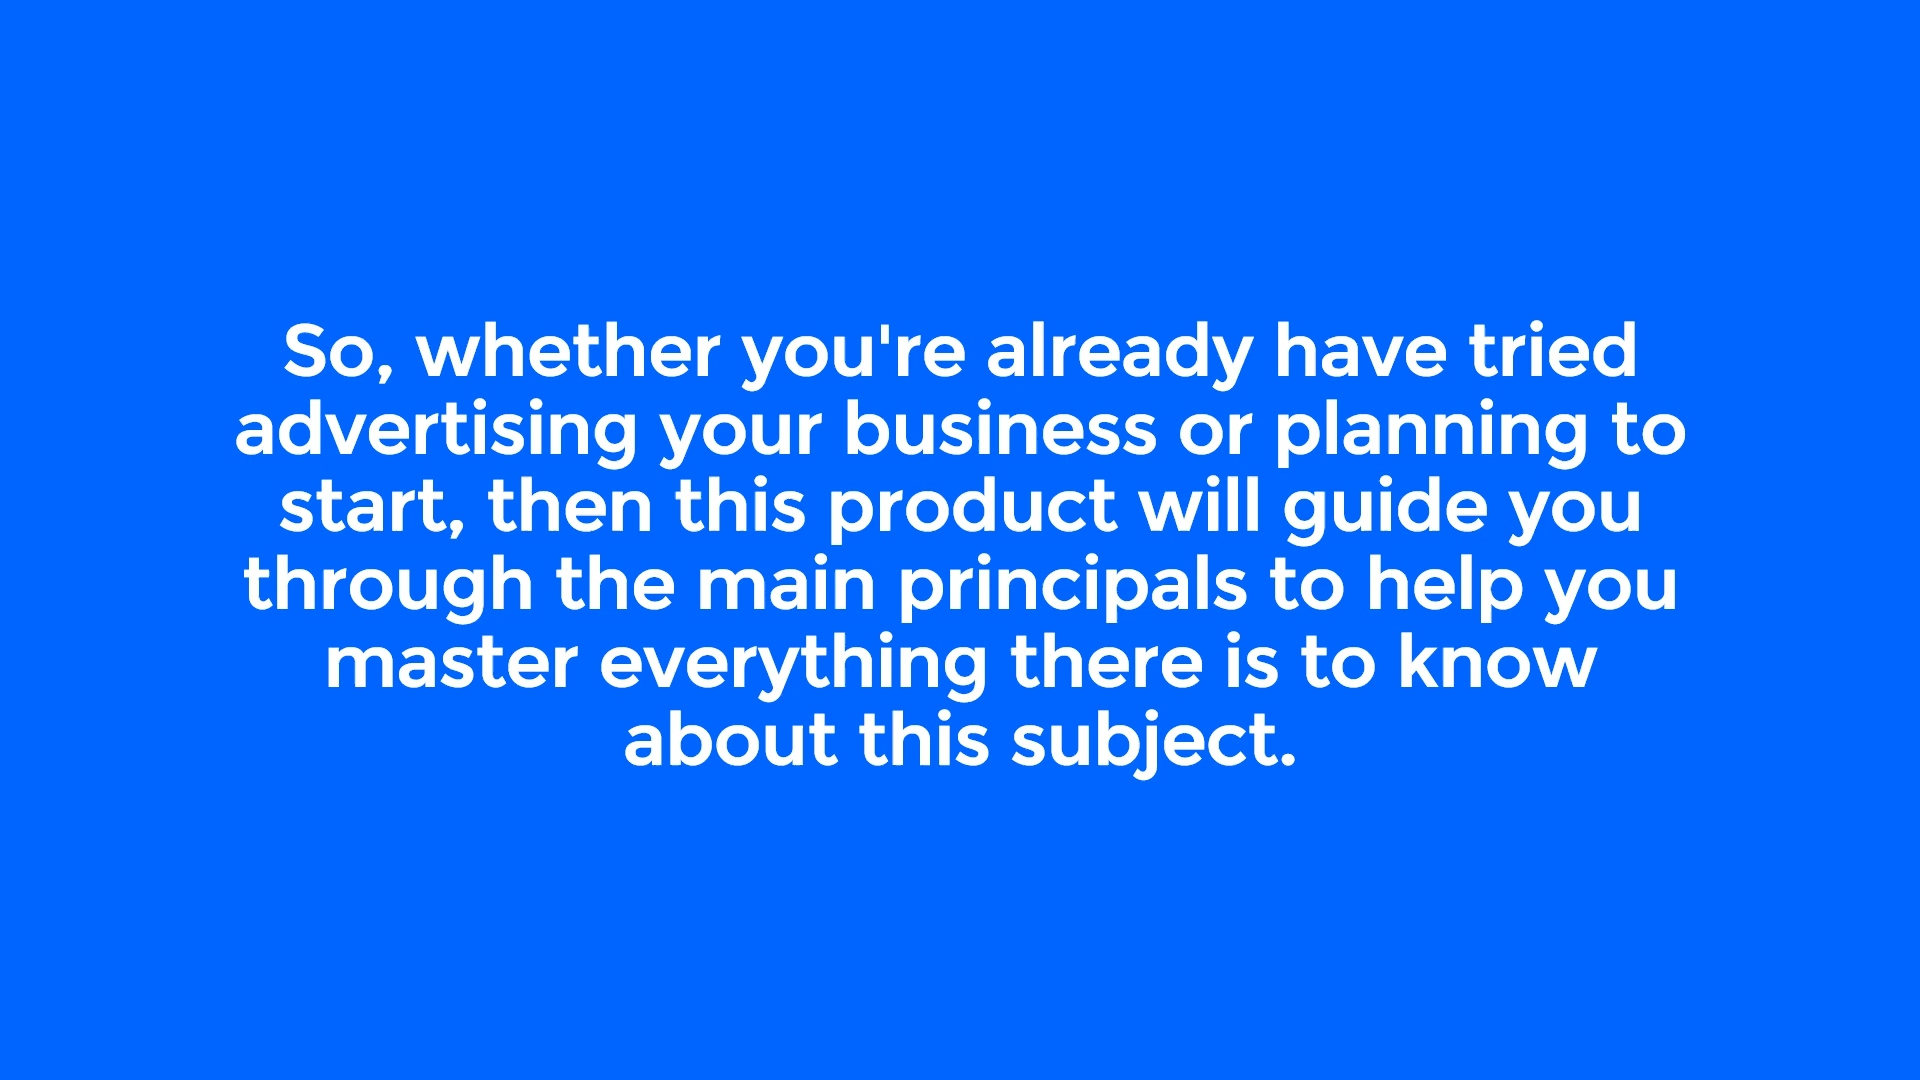 So, whether you're already have tried
advertising your business or planning to
start, then this product will guide you
through the main principals to help you
master everything there is to know
about this subject.